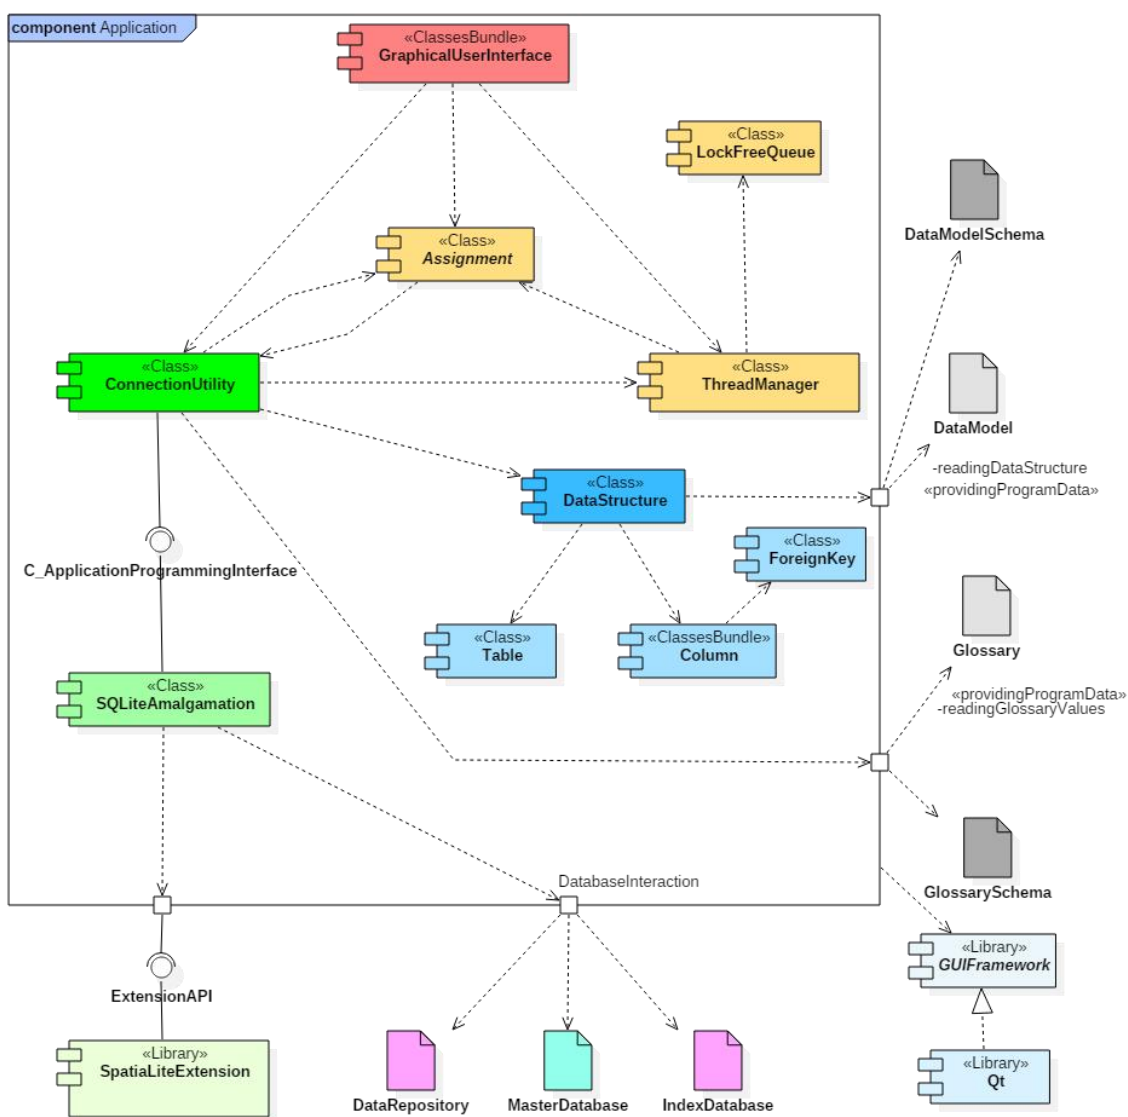 component Application
«ClassesBundle»
GraphicalUserInterface
«Class»
LockFreeQueue
DataModelSchema
«Class»
Assignment
«Class»
ConnectionUtility
«Class»
ThreadManager
DataModel
-readingDataStructure
«providingProgramData»
«Class»
DataStructure
«Class»
ForeignKey
C_ApplicationProgrammingInterface
«Class»
Table
«ClassesBundle»
Column
Glossary
«providingProgramData»
-readingGlossaryValues
«Class»
SQLiteAmalgamation
GlossarySchema
DatabaseInteraction
«Library»
GUIFramework
ExtensionAPI
«Library»
SpatiaLiteExtension
DataRepository
MasterDatabase
IndexDatabase
«Library»
Qt